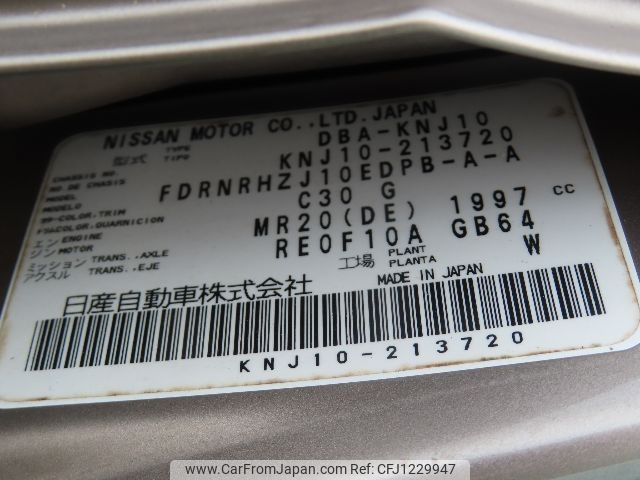 NISSAN MOTOR CO.,LTD.JAPAN
型式 TYPE TIPO DBA-KNJ10
CHASSIS NO. NO DE CHASIS KNJ10-213720
MODEL MODELO FDRNRHZJ10EDPB-A-A
COLOR,TRIM COLOR,GUARNICION C30 G
エンジン ENGINE MOTOR MR20(DE) 1997 CC
ミッション TRANS.,AXLE アクスル TRANS.,EJE RE0F10A GB64
工場 PLANT PLANTA W
日産自動車株式会社 MADE IN JAPAN
KNJ10-213720
www.CarFromJapan.com | © CarFromJapan | CFJ1229947